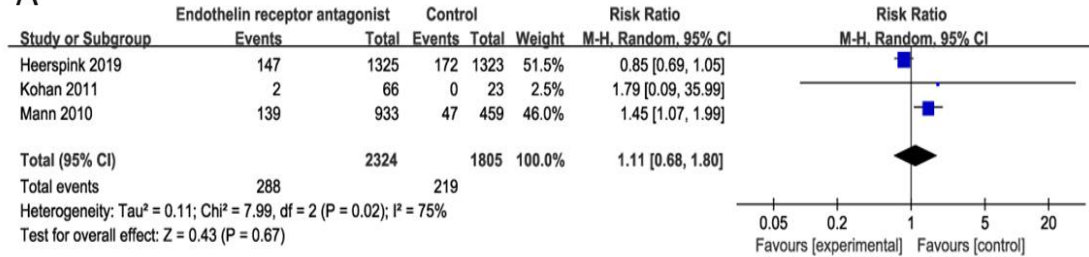 A
Endothelin receptor antagonist Control Risk Ratio Risk Ratio
Study or Subgroup Events Total Events Total Weight M-H, Random, 95% CI M-H, Random, 95% CI
Heerspink 2019 147 1325 172 1323 51.5% 0.85 [0.69, 1.05]
Kohan 2011 2 66 0 23 2.5% 1.79 [0.09, 35.99]
Mann 2010 139 933 47 459 46.0% 1.45 [1.07, 1.99]
Total (95% CI) 2324 1805 100.0% 1.11 [0.68, 1.80]
Total events 288 219
Heterogeneity: Tau² = 0.11; Chi² = 7.99, df = 2 (P = 0.02); I² = 75%
Test for overall effect: Z = 0.43 (P = 0.67)
0.05 0.2 1 5 20
Favours [experimental] Favours [control]